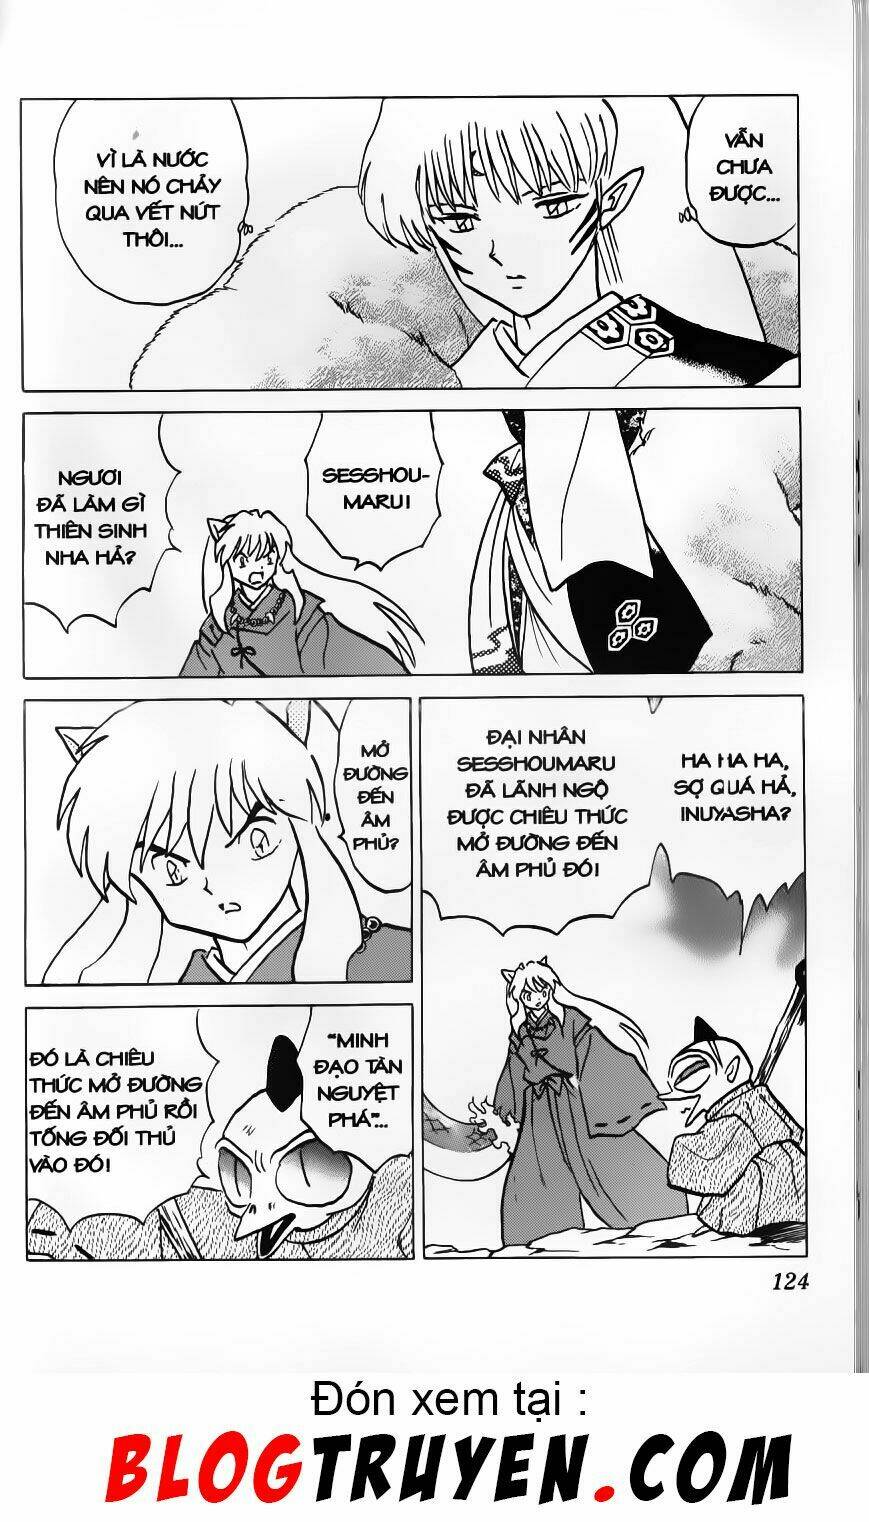 VẪN
CHƯA
ĐƯỢC...
VÌ LÀ NƯỚC
NÊN NÓ CHẢY
QUA VẾT NỨT
THÔI...
SESSHOU-
MARU!
NGƯƠI
ĐÃ LÀM GÌ
THIÊN SINH
NHA HẢ?
HA HA HA,
SỢ QUÁ HẢ,
INUYASHA?
ĐẠI NHÂN
SESSHOUMARU
ĐÃ LÃNH NGỘ
ĐƯỢC CHIÊU THỨC
MỞ ĐƯỜNG ĐẾN
ÂM PHỦ ĐÓ!
MỞ
ĐƯỜNG
ĐẾN
ÂM
PHỦ?
"MINH
ĐẠO TÀN
NGUYỆT
PHÁ"...
ĐÓ LÀ CHIÊU
THỨC MỞ ĐƯỜNG
ĐẾN ÂM PHỦ RỒI
TỐNG ĐỐI THỦ
VÀO ĐÓ!
124
Đón xem tại :
BLOGTRUYEN.COM